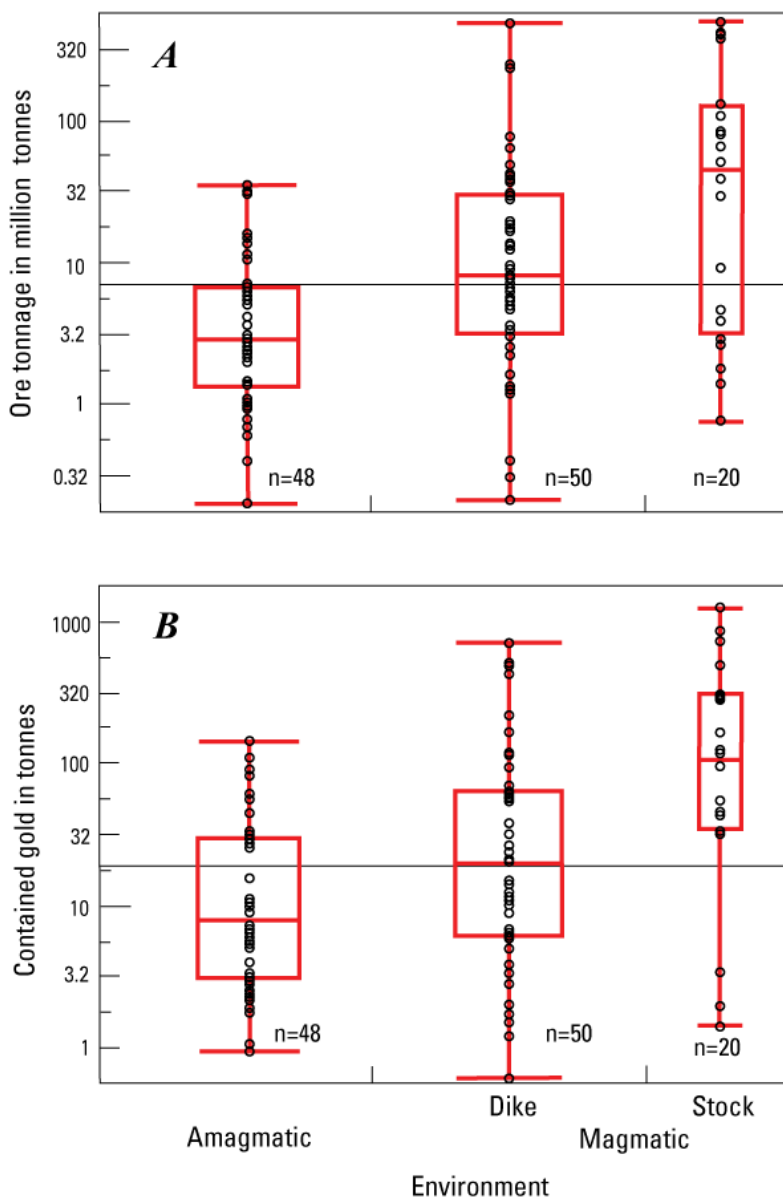 Ore tonnage in million tonnes
A
320
100
32
10
3.2
1
0.32
n=48
n=50
n=20
Contained gold in tonnes
B
1000
320
100
32
10
3.2
1
n=48
n=50
n=20
Dike Stock
Amagmatic Magmatic
Environment